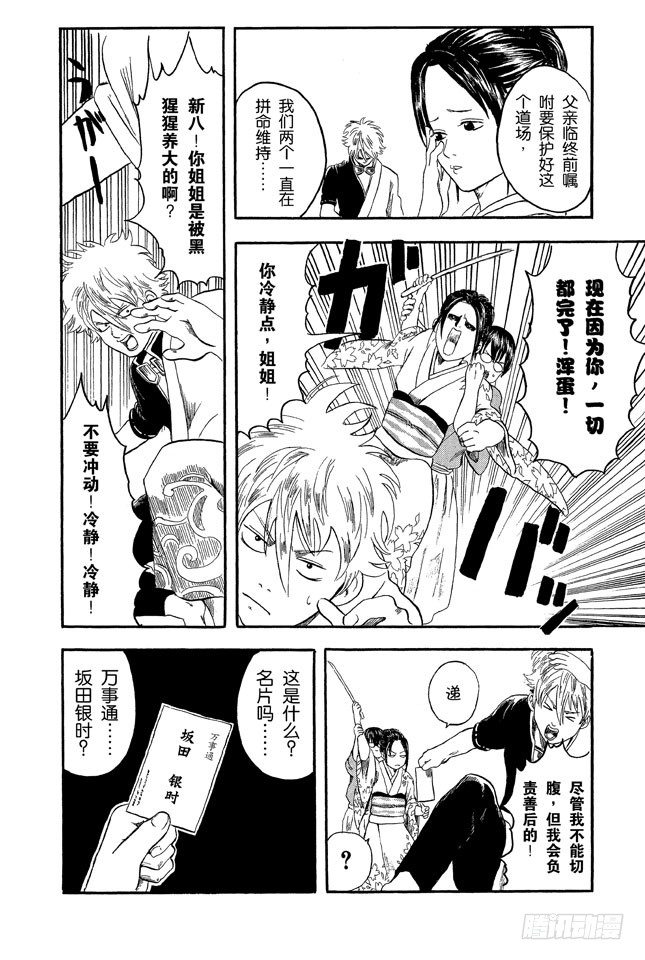 父亲临终前嘱
咐要保护好这
个道场，
我们两个一直在
拼命维持……
现在因为你，一切
都完了！浑蛋！
ガ
你冷静点，姐姐！
うがー
新八！你姐姐是被黑
猩猩养大的啊？
不要冲动！冷静！冷静！
递
尽管我不能切
腹，但我会负
责善后的！
？
这是什么？
名片吗……
万事通……
坂田银时？
万事通
坂田 银时
腾讯动漫